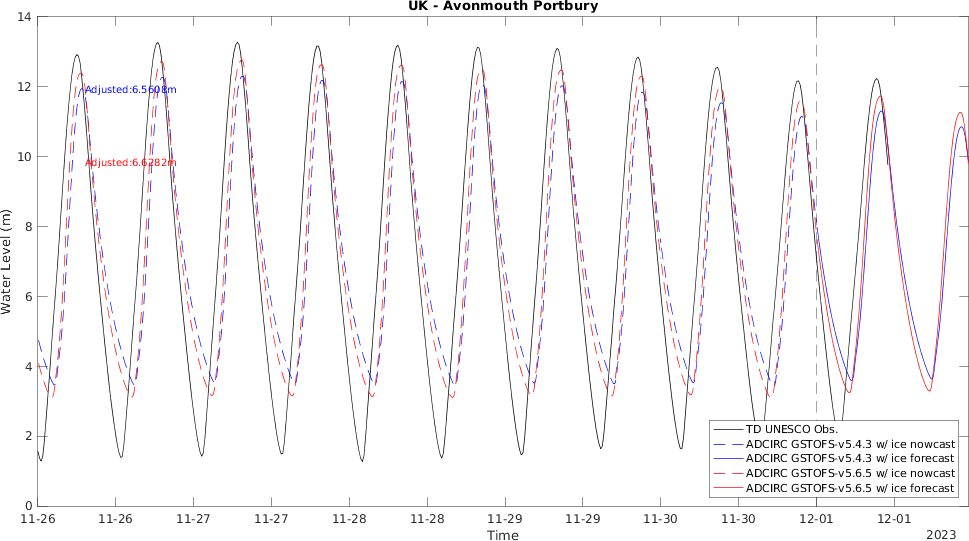 UK - Avonmouth Portbury
14
12
10
8
6
4
2
0
Water Level (m)
Adjusted:6.5608m
Adjusted:6.6282m
TD UNESCO Obs.
ADCIRC GSTOFS-v5.4.3 w/ ice nowcast
ADCIRC GSTOFS-v5.4.3 w/ ice forecast
ADCIRC GSTOFS-v5.6.5 w/ ice nowcast
ADCIRC GSTOFS-v5.6.5 w/ ice forecast
11-26 11-26 11-27 11-27 11-28 11-28 11-29 11-29 11-30 11-30 12-01 12-01
Time
2023